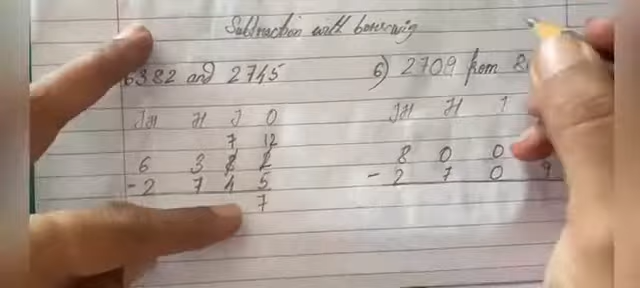 Subtraction with borrowing
6382 and 2745
6) 2709 from 8
TH H T O
TH H T
7 12
6 3 8 2
8 0 0
- 2 7 4 5
- 2 7 0 9
7